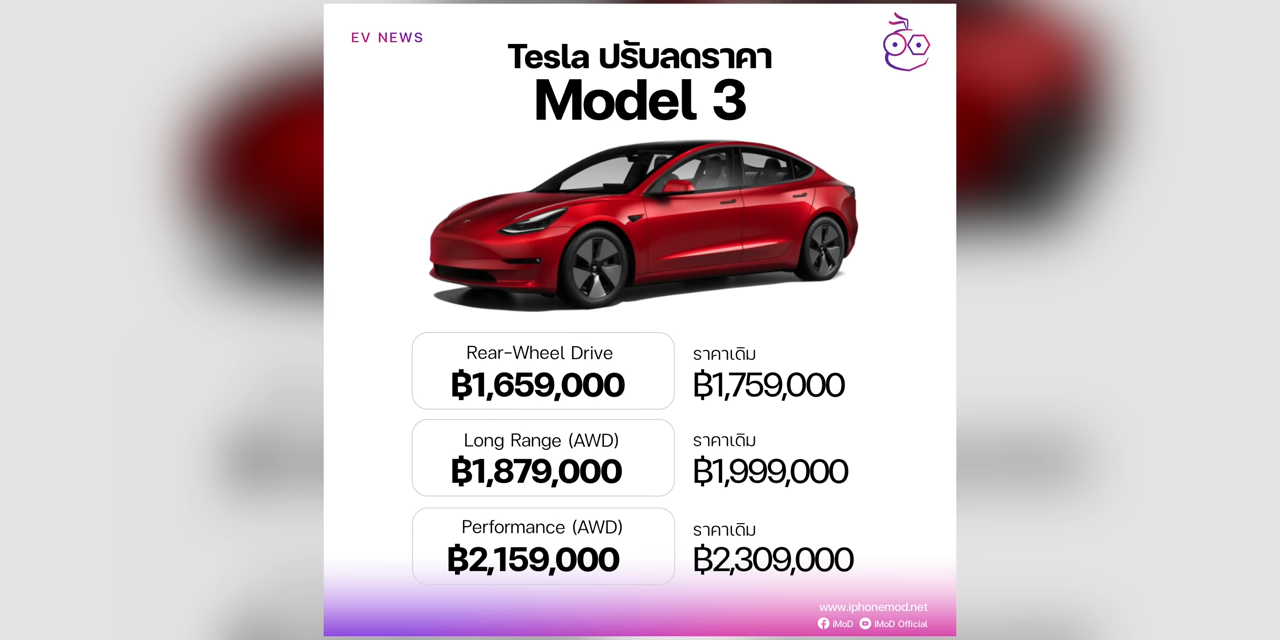 EV NEWS
Tesla ปรับลดราคา
Model 3
Rear-Wheel Drive
฿1,659,000
ราคาเดิม
฿1,759,000
Long Range (AWD)
฿1,879,000
ราคาเดิม
฿1,999,000
Performance (AWD)
฿2,159,000
ราคาเดิม
฿2,309,000
www.iphonemod.net
iMoD iMoD Official